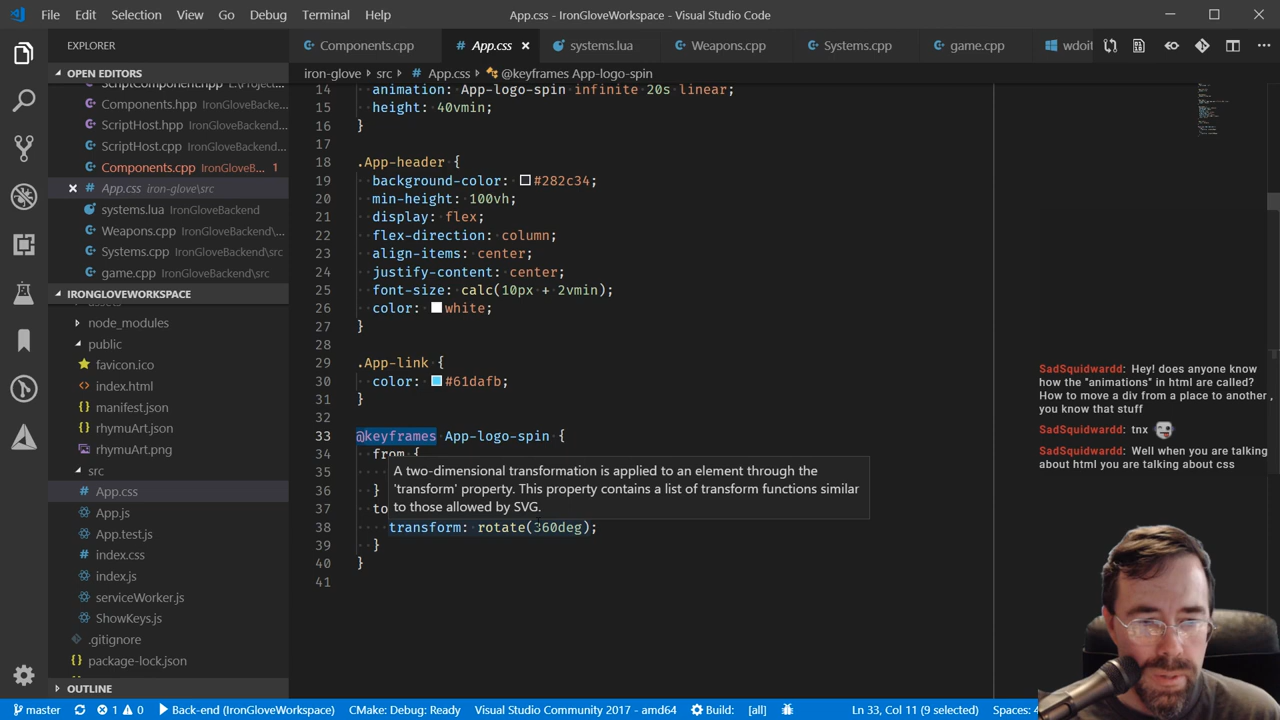 File Edit Selection View Go Debug Terminal Help
App.css - IronGloveWorkspace - Visual Studio Code
EXPLORER
Components.cpp
App.css
systems.lua
Weapons.cpp
Systems.cpp
game.cpp
wdoit
iron-glove › src › App.css › @keyframes App-logo-spin
OPEN EDITORS
ScriptComponent.cpp E:\Project...
Components.hpp IronGloveBacke...
ScriptHost.hpp IronGloveBackend...
ScriptHost.cpp IronGloveBackend...
Components.cpp IronGloveB... 1
App.css iron-glove\src
systems.lua IronGloveBackend
Weapons.cpp IronGloveBackend\...
Systems.cpp IronGloveBackend\src
game.cpp IronGloveBackend\src
IRONGLOVEWORKSPACE
node_modules
public
favicon.ico
index.html
manifest.json
rhymuArt.json
rhymuArt.png
src
App.css
App.js
App.test.js
index.css
index.js
serviceWorker.js
ShowKeys.js
.gitignore
package-lock.json
OUTLINE
14 animation: App-logo-spin infinite 20s linear;
15 height: 40vmin;
16 }
17
18 .App-header {
19 background-color: #282c34;
20 min-height: 100vh;
21 display: flex;
22 flex-direction: column;
23 align-items: center;
24 justify-content: center;
25 font-size: calc(10px + 2vmin);
26 color: white;
27 }
28
29 .App-link {
30 color: #61dafb;
31 }
32
33 @keyframes App-logo-spin {
34 from {
35
36 }
37 to
38 transform: rotate(360deg);
39 }
40 }
41
A two-dimensional transformation is applied to an element through the
'transform' property. This property contains a list of transform functions similar
to those allowed by SVG.
SadSquidwardd: Hey! does anyone know
how the "animations" in html are called?
How to move a div from a place to another ,
you know that stuff
SadSquidwardd: tnx
SadSquidwardd: Well when you are talking
about html you are talking about css
master
1 0
Back-end (IronGloveWorkspace)
CMake: Debug: Ready
Visual Studio Community 2017 - amd64
Build: [all]
Ln 33, Col 11 (9 selected)
Spaces: 4